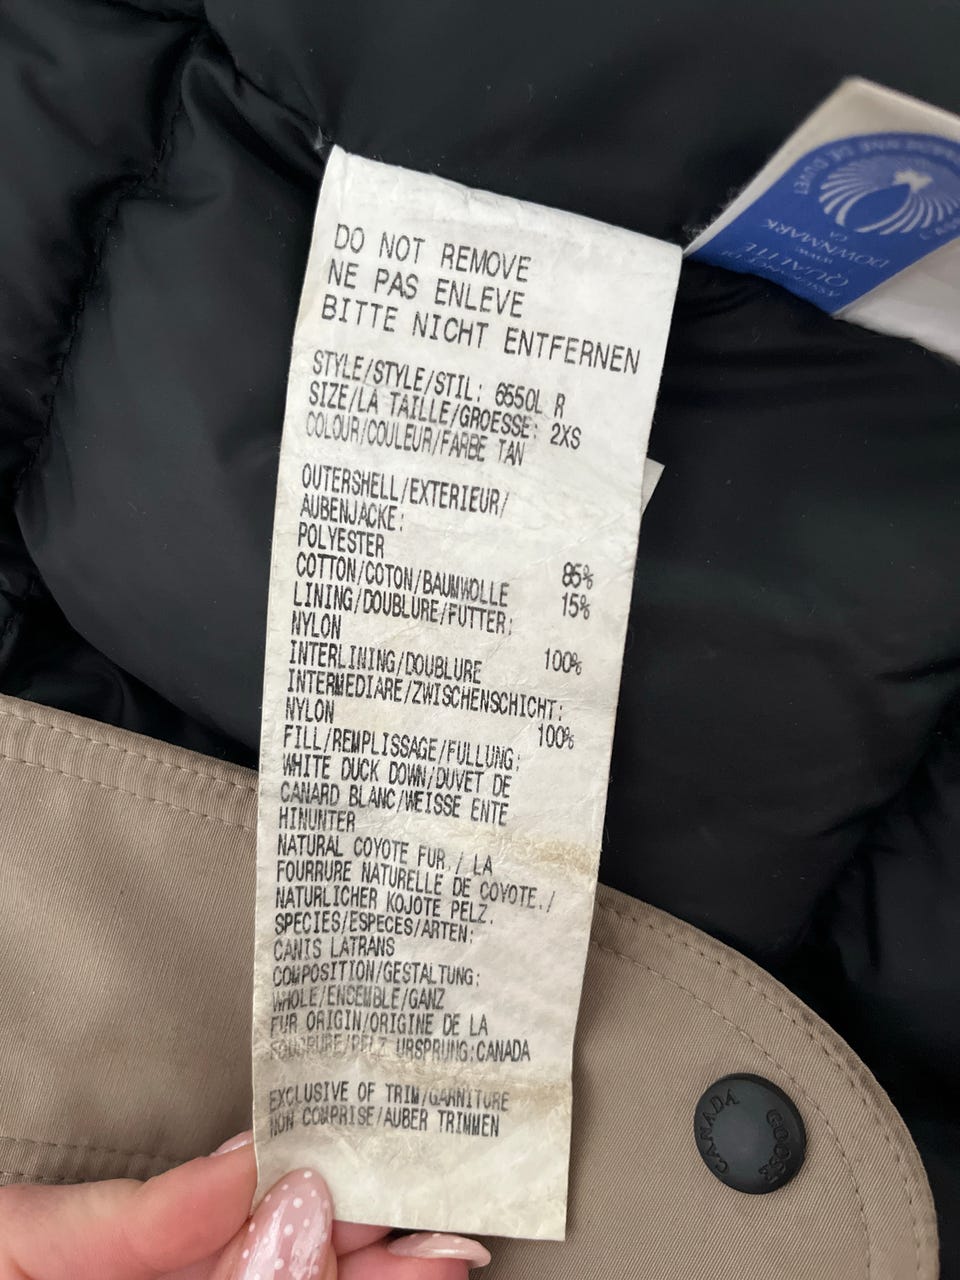 DO NOT REMOVE
NE PAS ENLEVE
BITTE NICHT ENTFERNEN
STYLE/STYLE/STIL: 6550L R
SIZE/LA TAILLE/GROESSE: 2XS
COLOUR/COULEUR/FARBE TAN
OUTERSHELL/EXTERIEUR/
AUBENJACKE:
POLYESTER 85%
COTTON/COTON/BAUMWOLLE 15%
LINING/DOUBLURE/FUTTER:
NYLON 100%
INTERLINING/DOUBLURE
INTERMEDIARE/ZWISCHENSCHICHT:
NYLON 100%
FILL/REMPLISSAGE/FULLUNG:
WHITE DUCK DOWN/DUVET DE
CANARD BLANC/WEISSE ENTE
HINUNTER
NATURAL COYOTE FUR./ LA
FOURRURE NATURELLE DE COYOTE./
NATURLICHER KOJOTE PELZ.
SPECIES/ESPECES/ARTEN:
CANIS LATRANS
COMPOSITION/GESTALTUNG:
WHOLE/ENSEMBLE/GANZ
FUR ORIGIN/ORIGINE DE LA
FOURRURE/PELZ URSPRUNG:CANADA
EXCLUSIVE OF TRIM/GARNITURE
NON COMPRISE/AUBER TRIMMEN
QUALITÉ
DOWNMARK
CANADA GOOSE